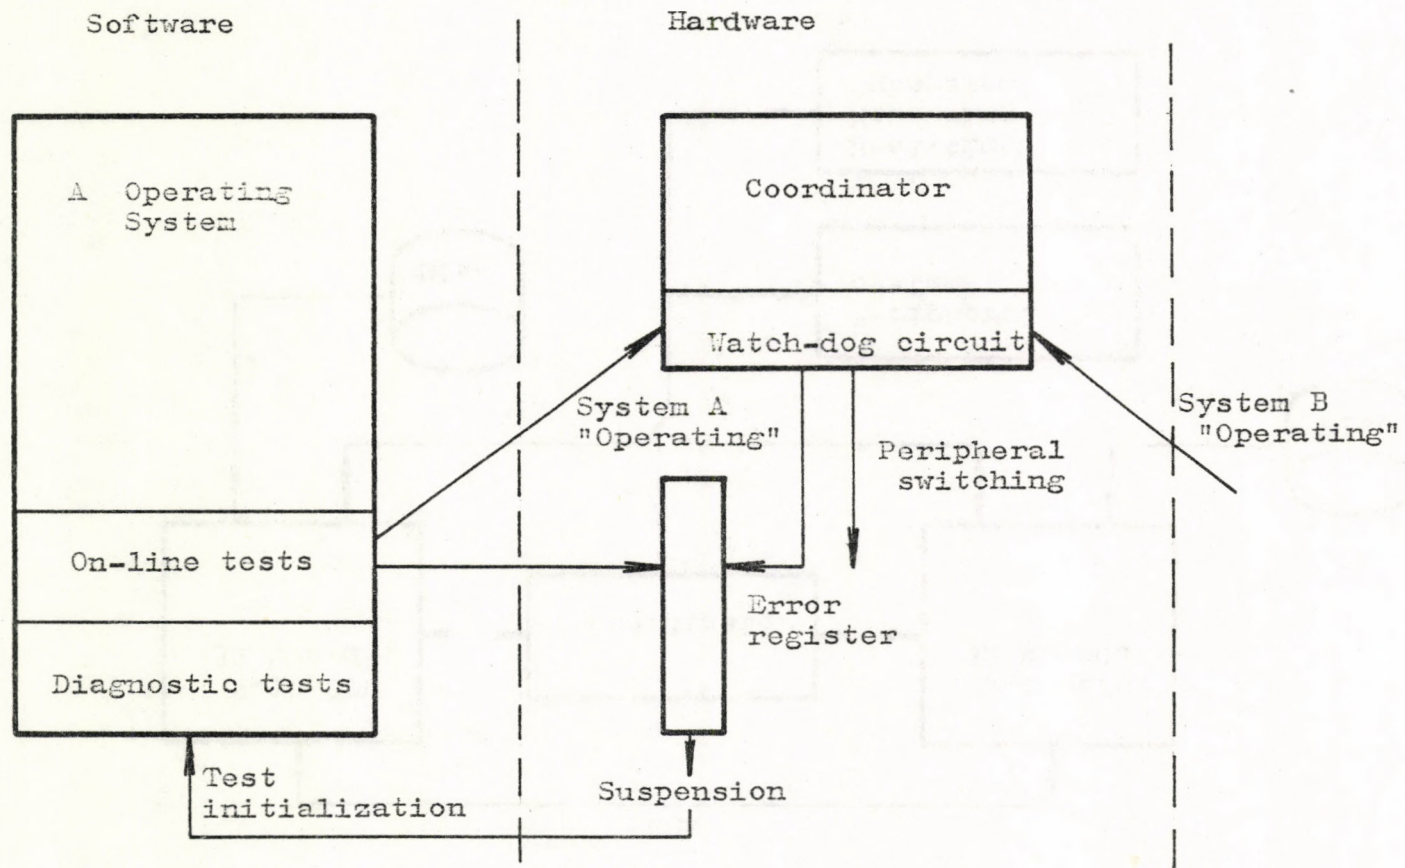 Software
Hardware
A Operating
System
Coordinator
Watch-dog circuit
System A
"Operating"
System B
"Operating"
Peripheral
switching
On-line tests
Error
register
Diagnostic tests
Test
initialization
Suspension